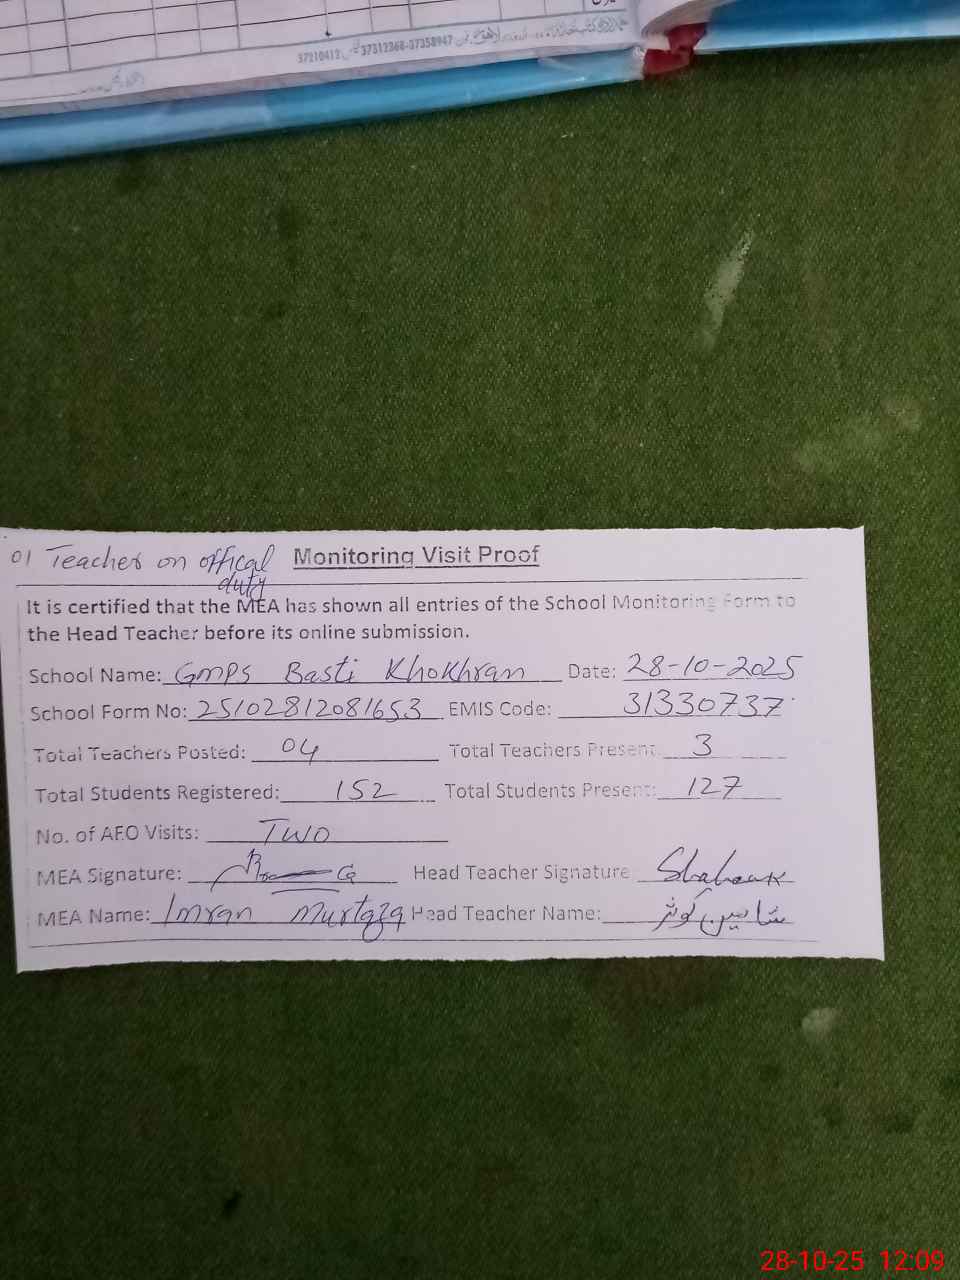 37210412 37312368-37358947
01 Teacher on offical duty
Monitoring Visit Proof
It is certified that the MEA has shown all entries of the School Monitoring Form to
the Head Teacher before its online submission.
School Name: GMPS Basti Khokhran Date: 28-10-2025
School Form No: 25102812081653 EMIS Code: 31330737
Total Teachers Posted: 04 Total Teachers Present: 3
Total Students Registered: 152 Total Students Present: 127
No. of AEO Visits: Two
MEA Signature: Head Teacher Signature
MEA Name: Imran Murtaza Head Teacher Name: شاہین کوثر
28-10-25 12:09